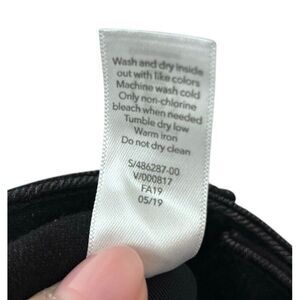 Wash and dry inside
out with like colors
Machine wash cold
Only non-chlorine
bleach when needed
Tumble dry low
Warm iron
Do not dry clean
S/486287-00
V/000817
FA19
05/19